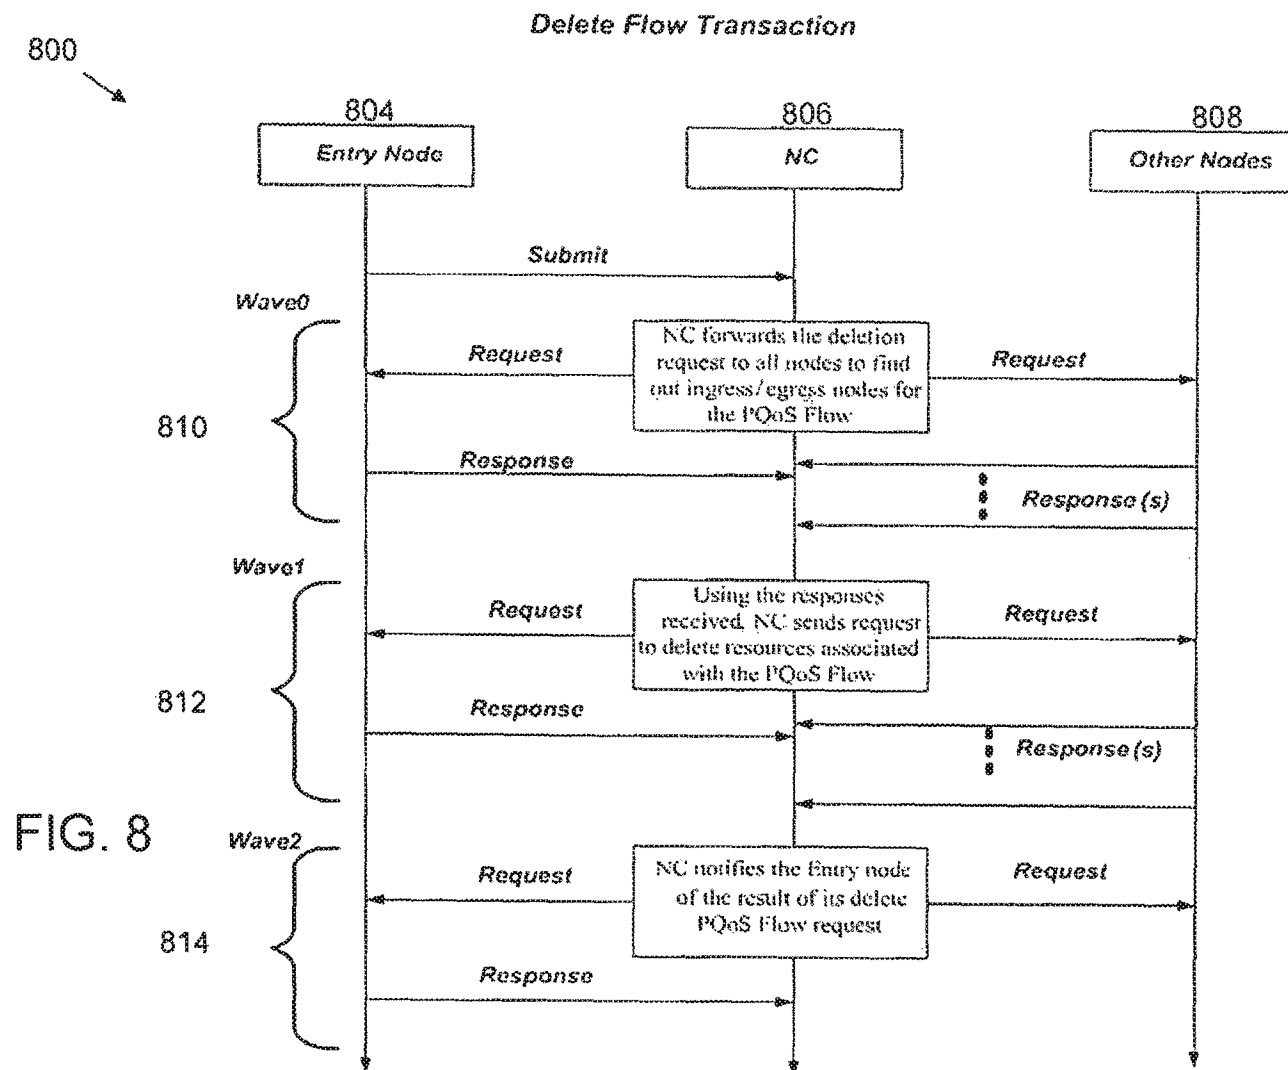 Delete Flow Transaction
800
804
806
808
Entry Node
NC
Other Nodes
Submit
Wave0
NC forwards the deletion
request to all nodes to find
out ingress/egress nodes for
the PQoS Flow
Request
Request
810
Response
Response(s)
Wave1
Using the responses
received, NC sends request
to delete resources associated
with the PQoS Flow
Request
Request
812
Response
Response(s)
FIG. 8
Wave2
NC notifies the Entry node
of the result of its delete
PQoS Flow request
Request
Request
814
Response